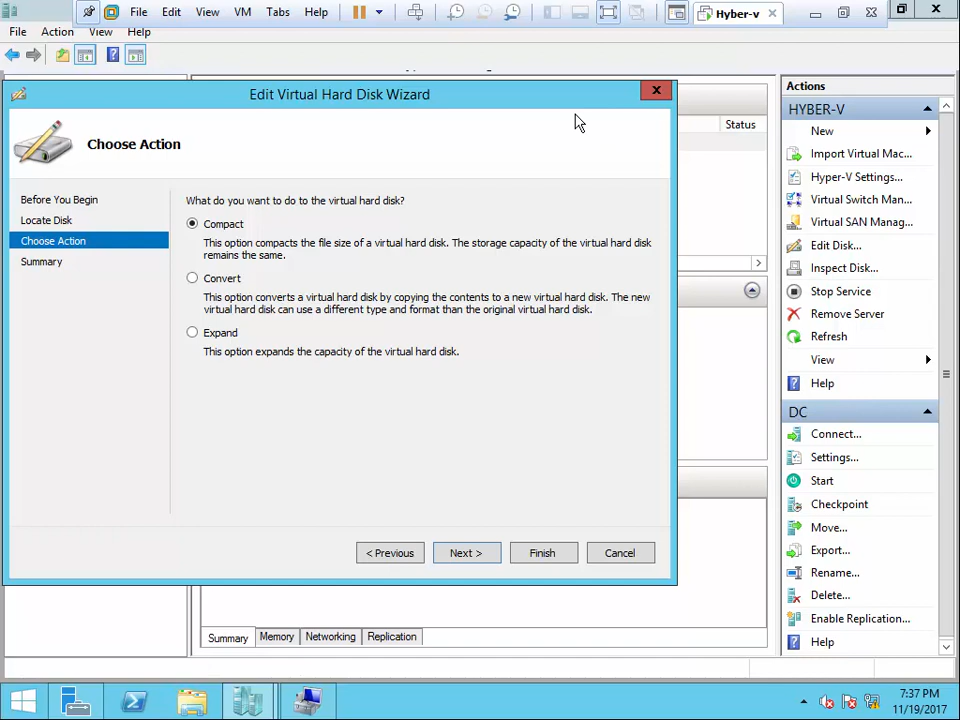 File Edit View VM Tabs Help
Hyber-v
File Action View Help
Edit Virtual Hard Disk Wizard
Choose Action
Before You Begin
Locate Disk
Choose Action
Summary
What do you want to do to the virtual hard disk?
Compact
This option compacts the file size of a virtual hard disk. The storage capacity of the virtual hard disk
remains the same.
Convert
This option converts a virtual hard disk by copying the contents to a new virtual hard disk. The new
virtual hard disk can use a different type and format than the original virtual hard disk.
Expand
This option expands the capacity of the virtual hard disk.
< Previous
Next >
Finish
Cancel
Status
Summary Memory Networking Replication
Actions
HYBER-V
New
Import Virtual Mac...
Hyper-V Settings...
Virtual Switch Man...
Virtual SAN Manag...
Edit Disk...
Inspect Disk...
Stop Service
Remove Server
Refresh
View
Help
DC
Connect...
Settings...
Start
Checkpoint
Move...
Export...
Rename...
Delete...
Enable Replication...
Help
7:37 PM
11/19/2017